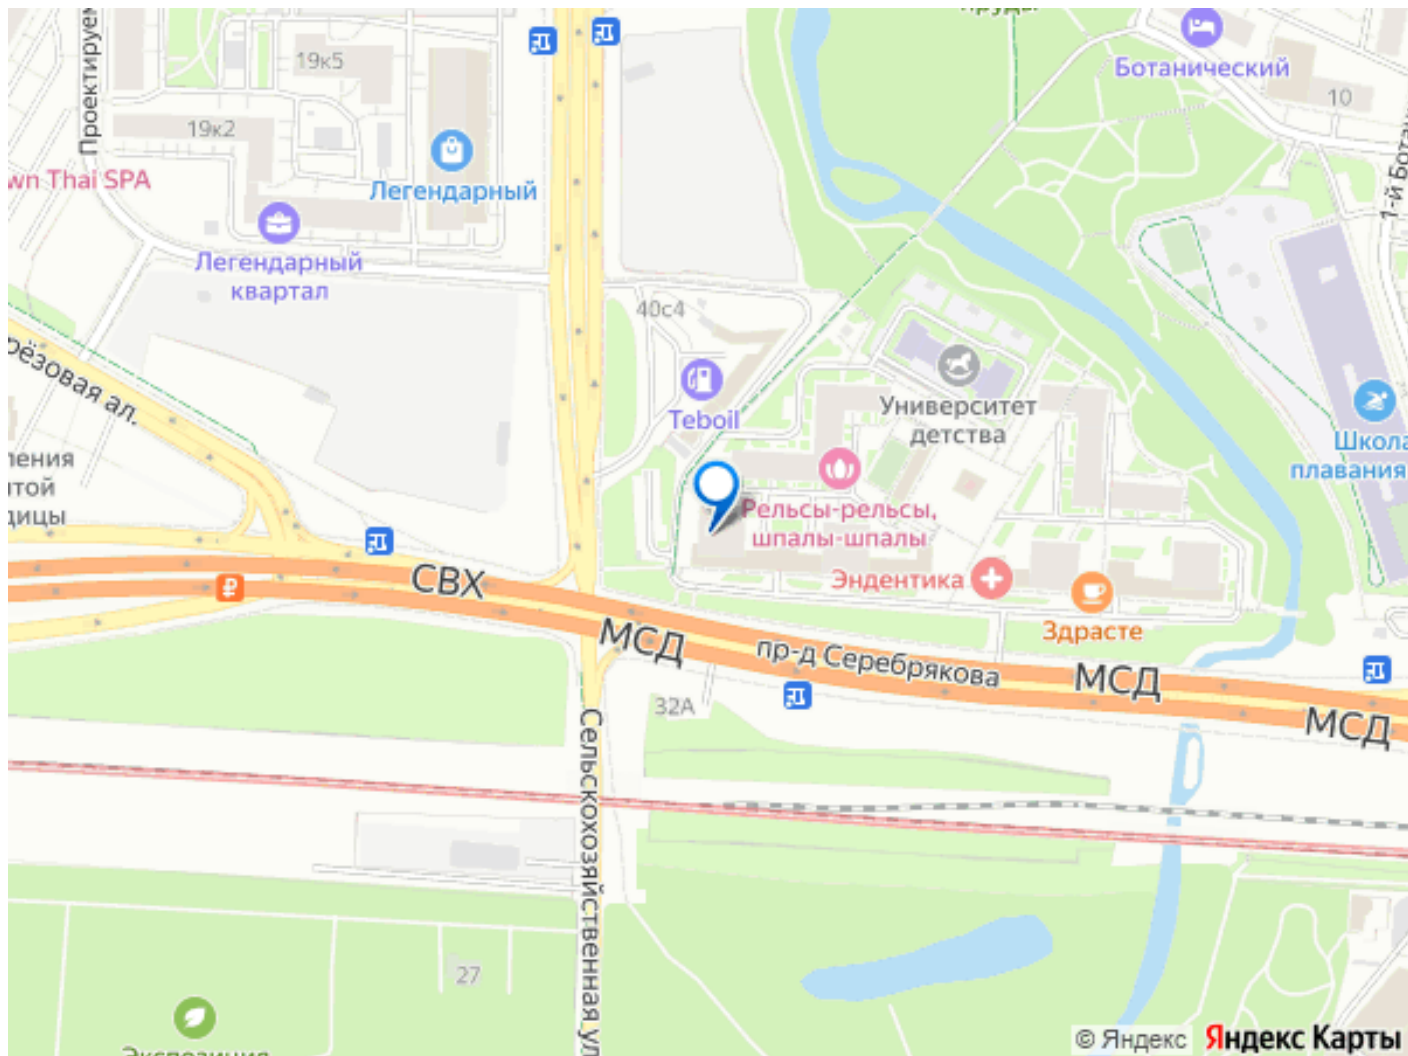 Проектируем
19к5
19к2
Легендарный
wn Thai SPA
Легендарный
квартал
пруды
Ботанический
10
1-й Бота
40с4
Teboil
Университет
детства
Школа
плавания
рёзовая ал.
ления
итой
дицы
Рельсы-рельсы,
шпалы-шпалы
Эндентика
Здрасте
СВХ
МСД
пр-д Серебрякова
МСД
МСД
32А
Сельскохозяйственная ул
27
Экспозиция
© Яндекс Яндекс Карты